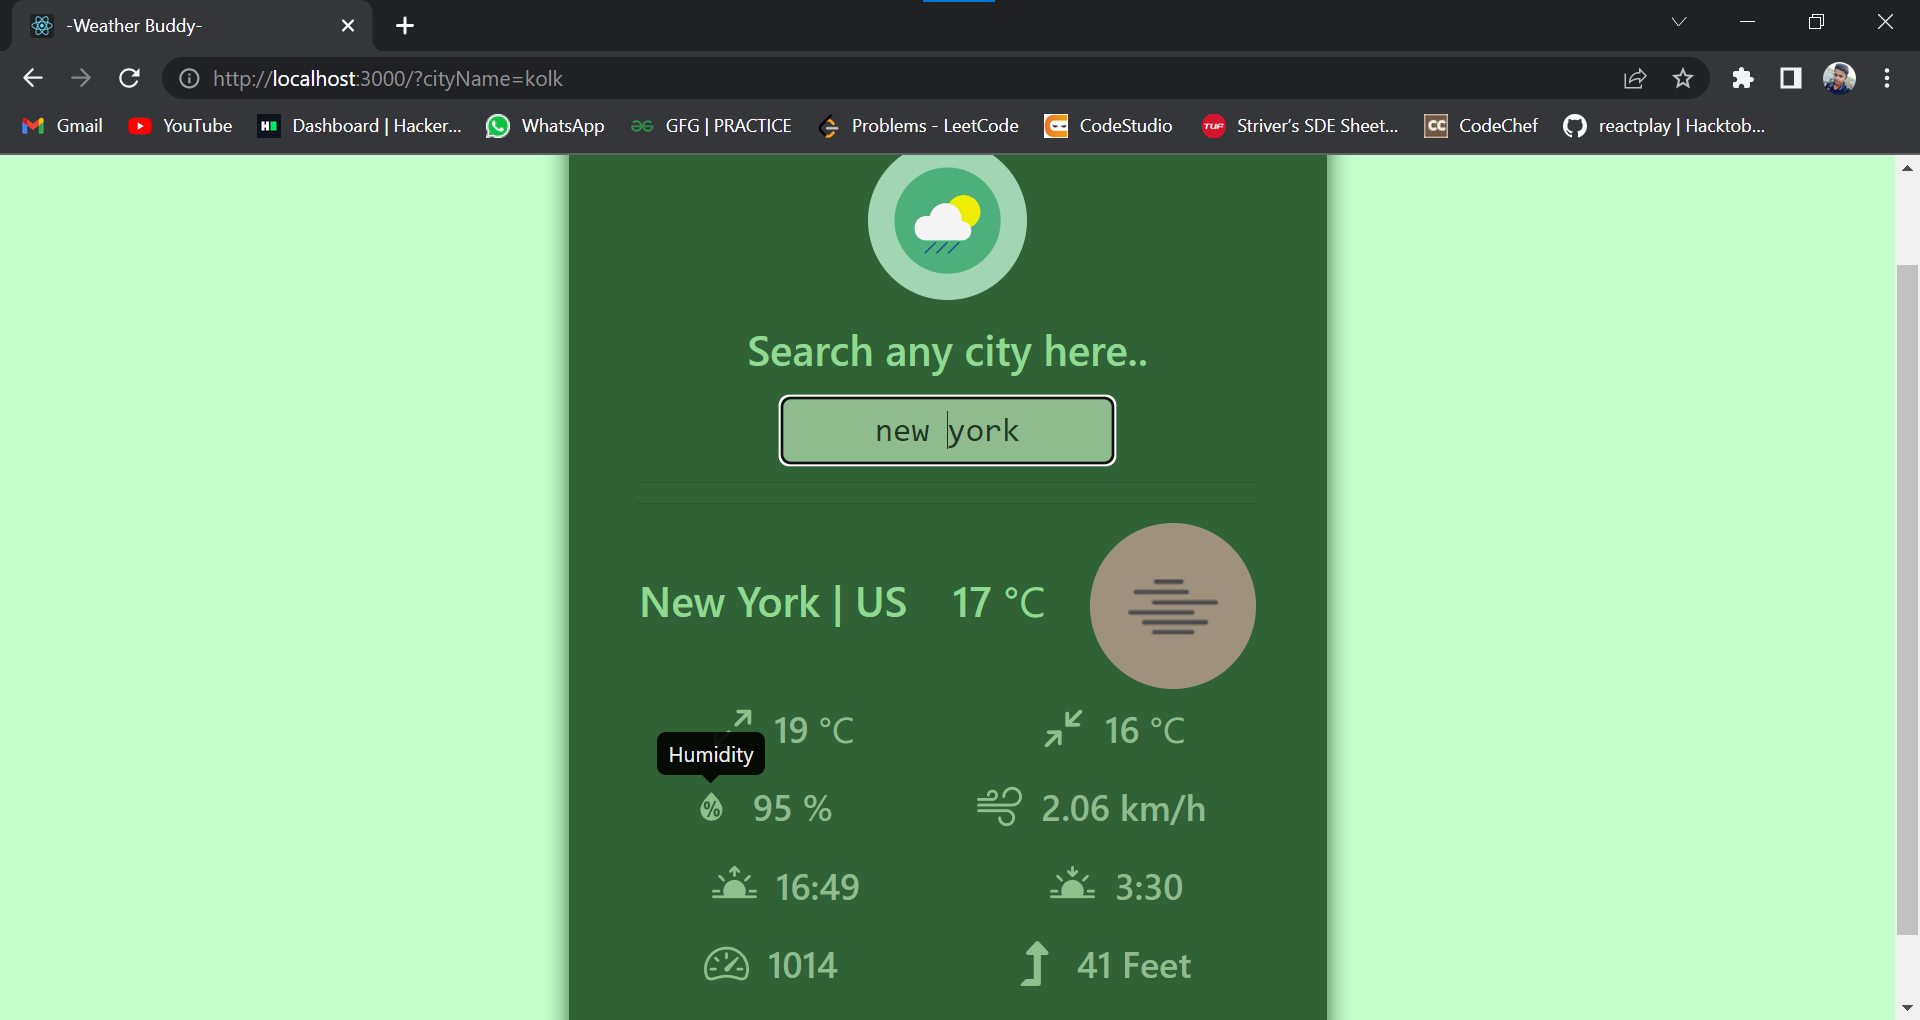 -Weather Buddy-
http://localhost:3000/?cityName=kolk
Gmail YouTube H Dashboard | Hacker... WhatsApp GFG | PRACTICE Problems - LeetCode CodeStudio TUF Striver’s SDE Sheet... CC CodeChef reactplay | Hacktob...
Search any city here..
new york
New York | US 17 °C
19 °C 16 °C
Humidity
% 95 % 2.06 km/h
16:49 3:30
1014 41 Feet